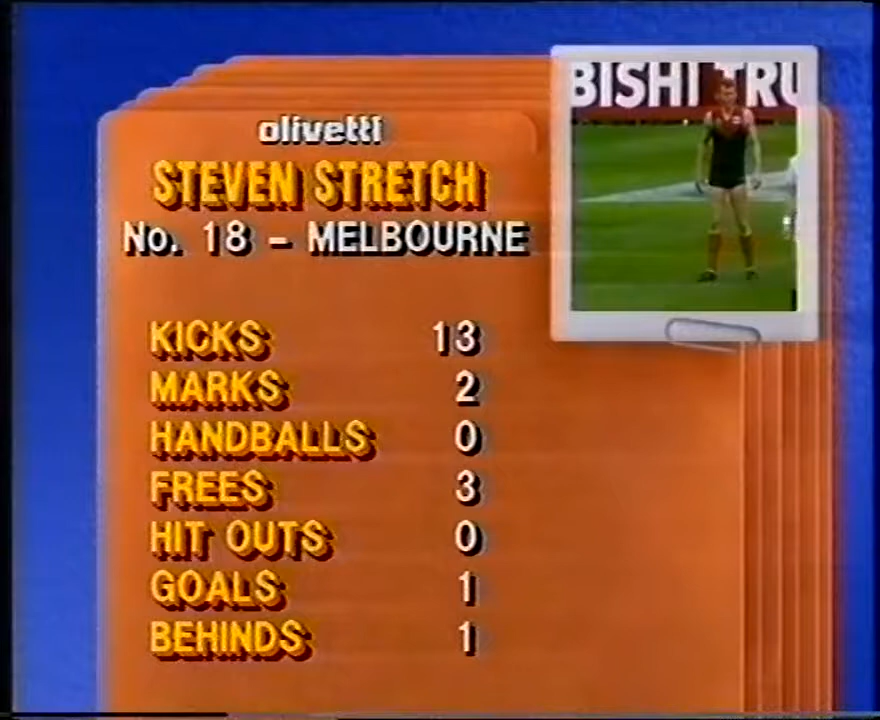 BISHI TRU
olivetti
STEVEN STRETCH
No. 18 - MELBOURNE
KICKS 13
MARKS 2
HANDBALLS 0
FREES 3
HIT OUTS 0
GOALS 1
BEHINDS 1